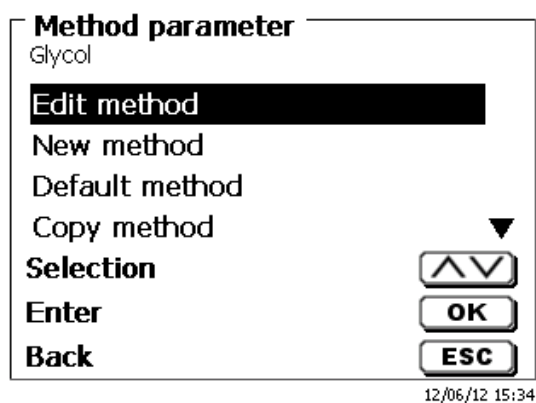 Method parameter
Glycol
Edit method
New method
Default method
Copy method
Selection
Enter OK
Back ESC
12/06/12 15:34